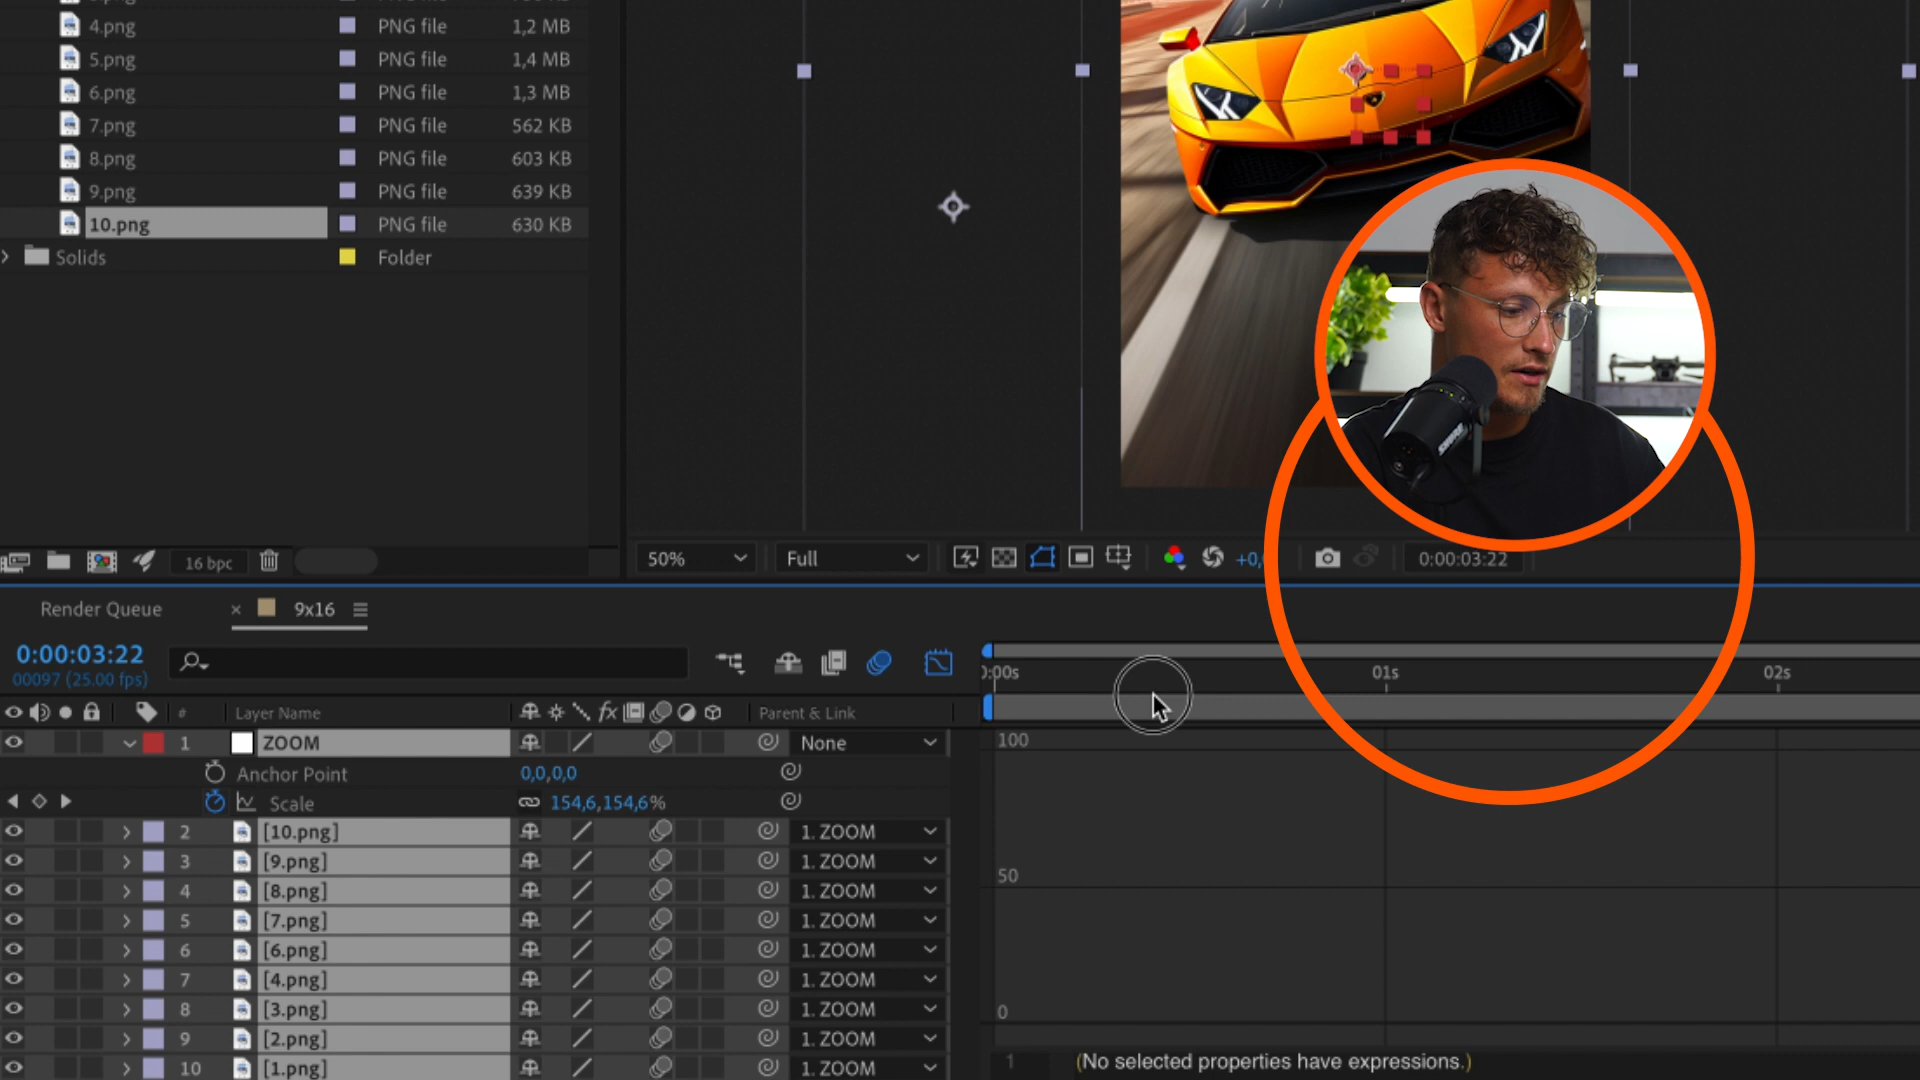 4.png PNG file 1,2 MB
5.png PNG file 1,4 MB
6.png PNG file 1,3 MB
7.png PNG file 562 KB
8.png PNG file 603 KB
9.png PNG file 639 KB
10.png PNG file 630 KB
Solids Folder
SHURE
16 bpc
50% Full +0, 0:00:03:22
Render Queue × 9x16
0:00:03:22
00097 (25.00 fps)
0:00s 01s 02s
# Layer Name fx Parent & Link
100
1 ZOOM None
Anchor Point 0,0,0,0
Scale 154,6,154,6%
2 [10.png] 1. ZOOM
3 [9.png] 1. ZOOM
50
4 [8.png] 1. ZOOM
5 [7.png] 1. ZOOM
6 [6.png] 1. ZOOM
7 [4.png] 1. ZOOM
8 [3.png] 1. ZOOM
0
9 [2.png] 1. ZOOM
10 [1.png] 1. ZOOM
1 (No selected properties have expressions.)